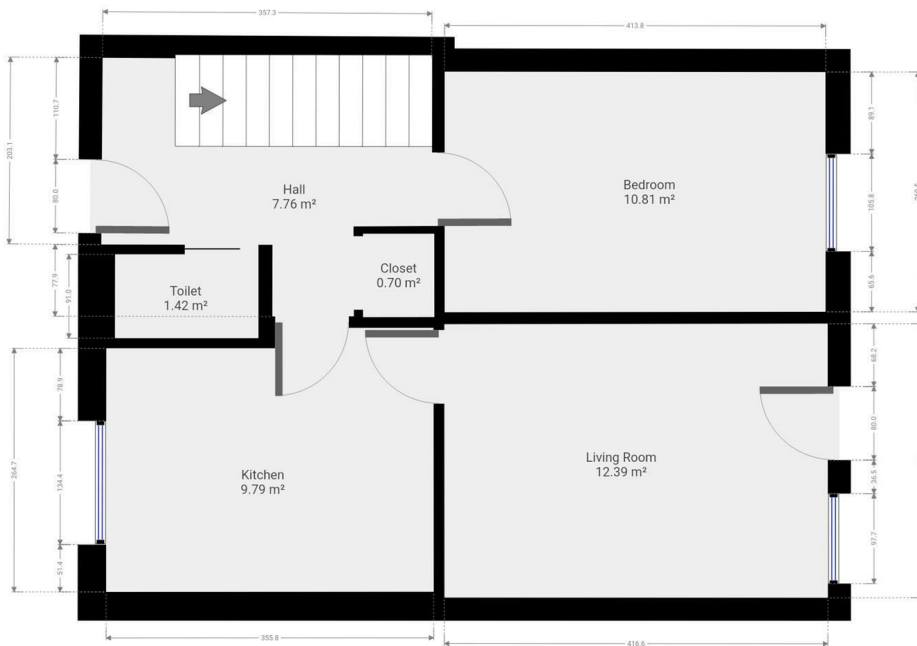 357.3
413.8
110.7
203.1
80.0
77.9
91.0
78.9
264.7
134.4
51.4
Hall
7.76 m²
Bedroom
10.81 m²
Closet
0.70 m²
Toilet
1.42 m²
Kitchen
9.79 m²
Living Room
12.39 m²
89.1
105.8
65.6
68.2
80.0
36.5
97.7
355.8
416.6